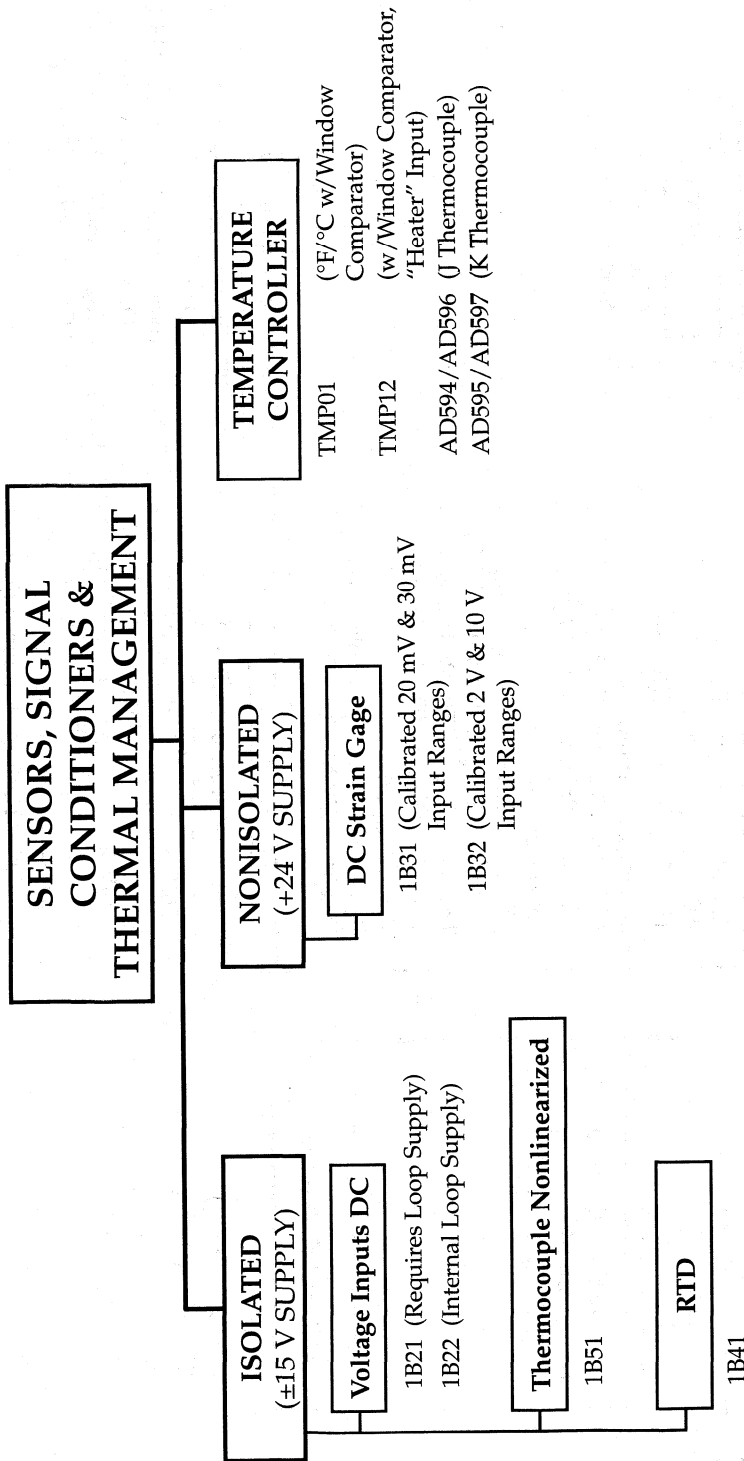 SENSORS, SIGNAL
CONDITIONERS &
THERMAL MANAGEMENT
ISOLATED
(±15 V SUPPLY)
Voltage Inputs DC
1B21 (Requires Loop Supply)
1B22 (Internal Loop Supply)
Thermocouple Nonlinearized
1B51
RTD
1B41
NONISOLATED
(+24 V SUPPLY)
DC Strain Gage
1B31 (Calibrated 20 mV & 30 mV
Input Ranges)
1B32 (Calibrated 2 V & 10 V
Input Ranges)
TEMPERATURE
CONTROLLER
TMP01 (°F/°C w/Window
Comparator)
TMP12 (w/Window Comparator,
"Heater" Input)
AD594/AD596 (J Thermocouple)
AD595/AD597 (K Thermocouple)